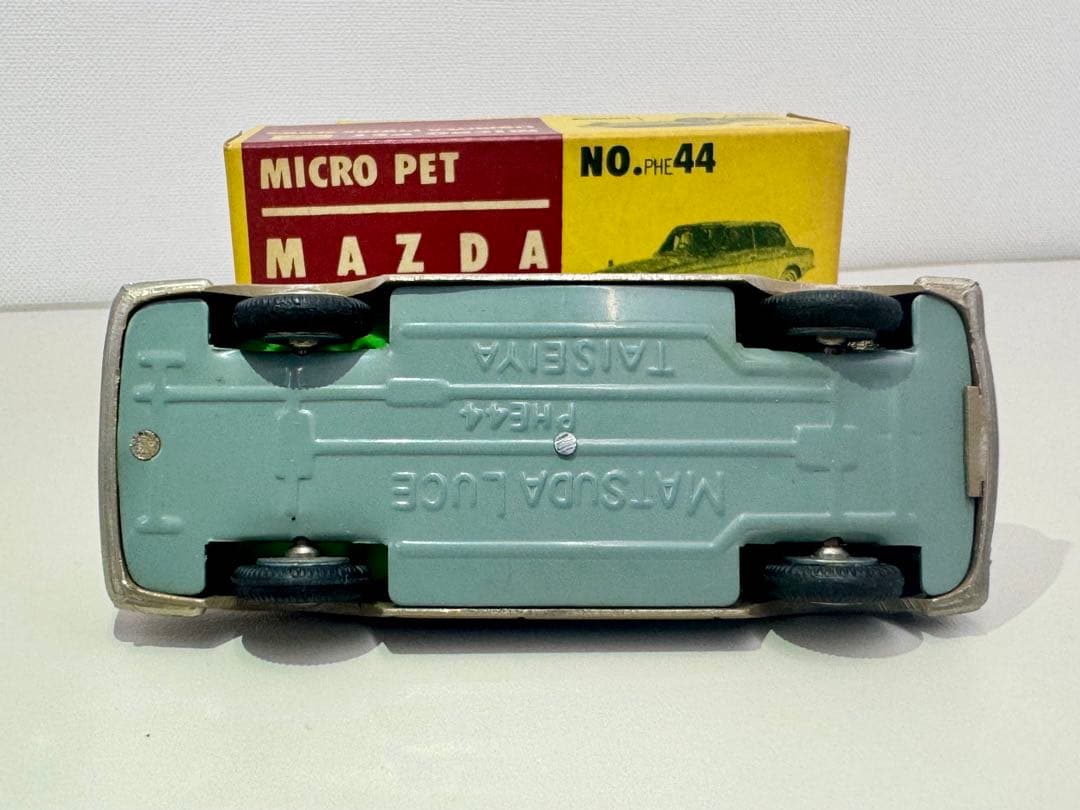 MICRO PET
MAZDA
NO.PHE44
TAISEIYA
PHE44
MATSUDA LUCE